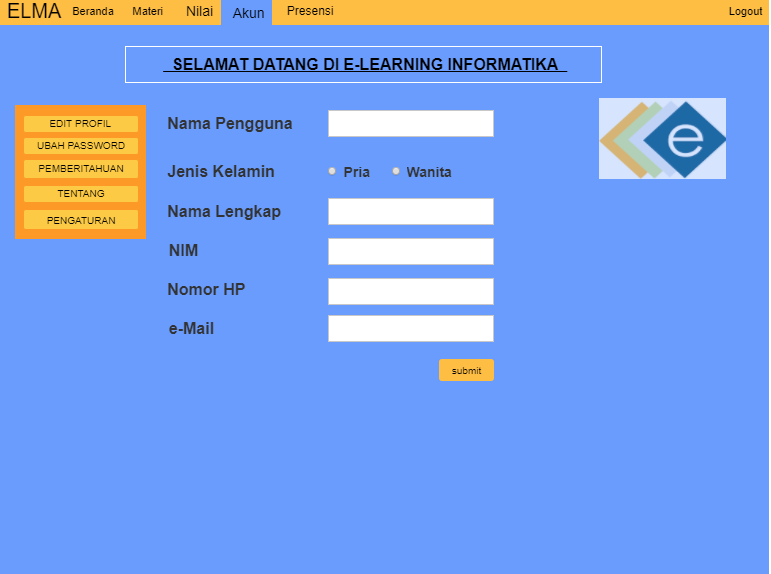 ELMA Beranda Materi Nilai Akun Presensi Logout
SELAMAT DATANG DI E-LEARNING INFORMATIKA
EDIT PROFIL
UBAH PASSWORD
PEMBERITAHUAN
TENTANG
PENGATURAN
Nama Pengguna
Jenis Kelamin Pria Wanita
Nama Lengkap
NIM
Nomor HP
e-Mail
submit
e